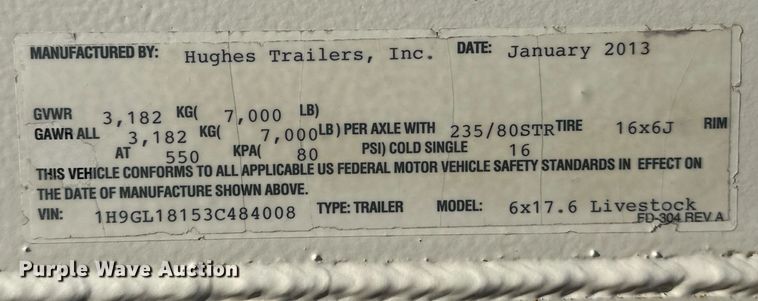 MANUFACTURED BY: Hughes Trailers, Inc. DATE: January 2013
GVWR 3,182 KG( 7,000 LB)
GAWR ALL 3,182 KG( 7,000 LB) PER AXLE WITH 235/80STR TIRE 16x6J RIM
AT 550 KPA( 80 PSI) COLD SINGLE 16
THIS VEHICLE CONFORMS TO ALL APPLICABLE US FEDERAL MOTOR VEHICLE SAFETY STANDARDS IN EFFECT ON
THE DATE OF MANUFACTURE SHOWN ABOVE.
VIN: 1H9GL18153C484008 TYPE: TRAILER MODEL: 6x17.6 Livestock
FD-304 REV A
Purple Wave Auction